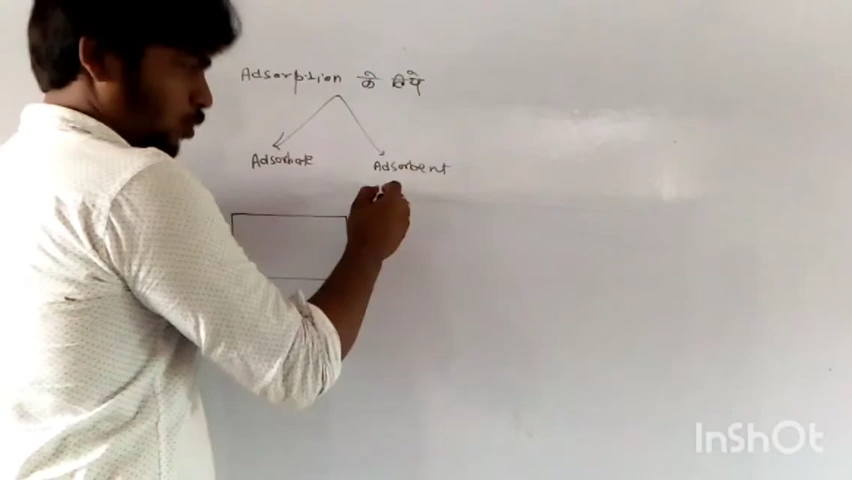 Adsorption के लिये
Adsorbate
Adsorbent
InShOt